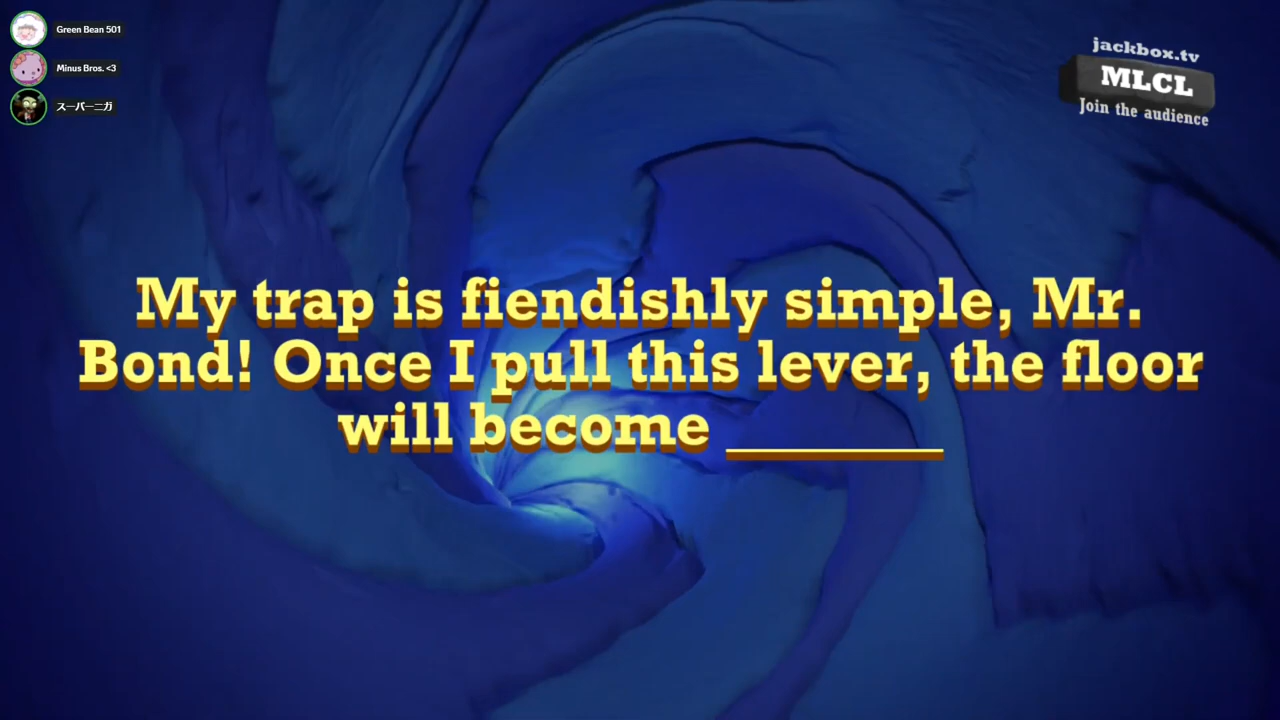 Green Bean 501
Minus Bros. <3
スーパーニガ
jackbox.tv
MLCL
Join the audience
My trap is fiendishly simple, Mr.
Bond! Once I pull this lever, the floor
will become ________